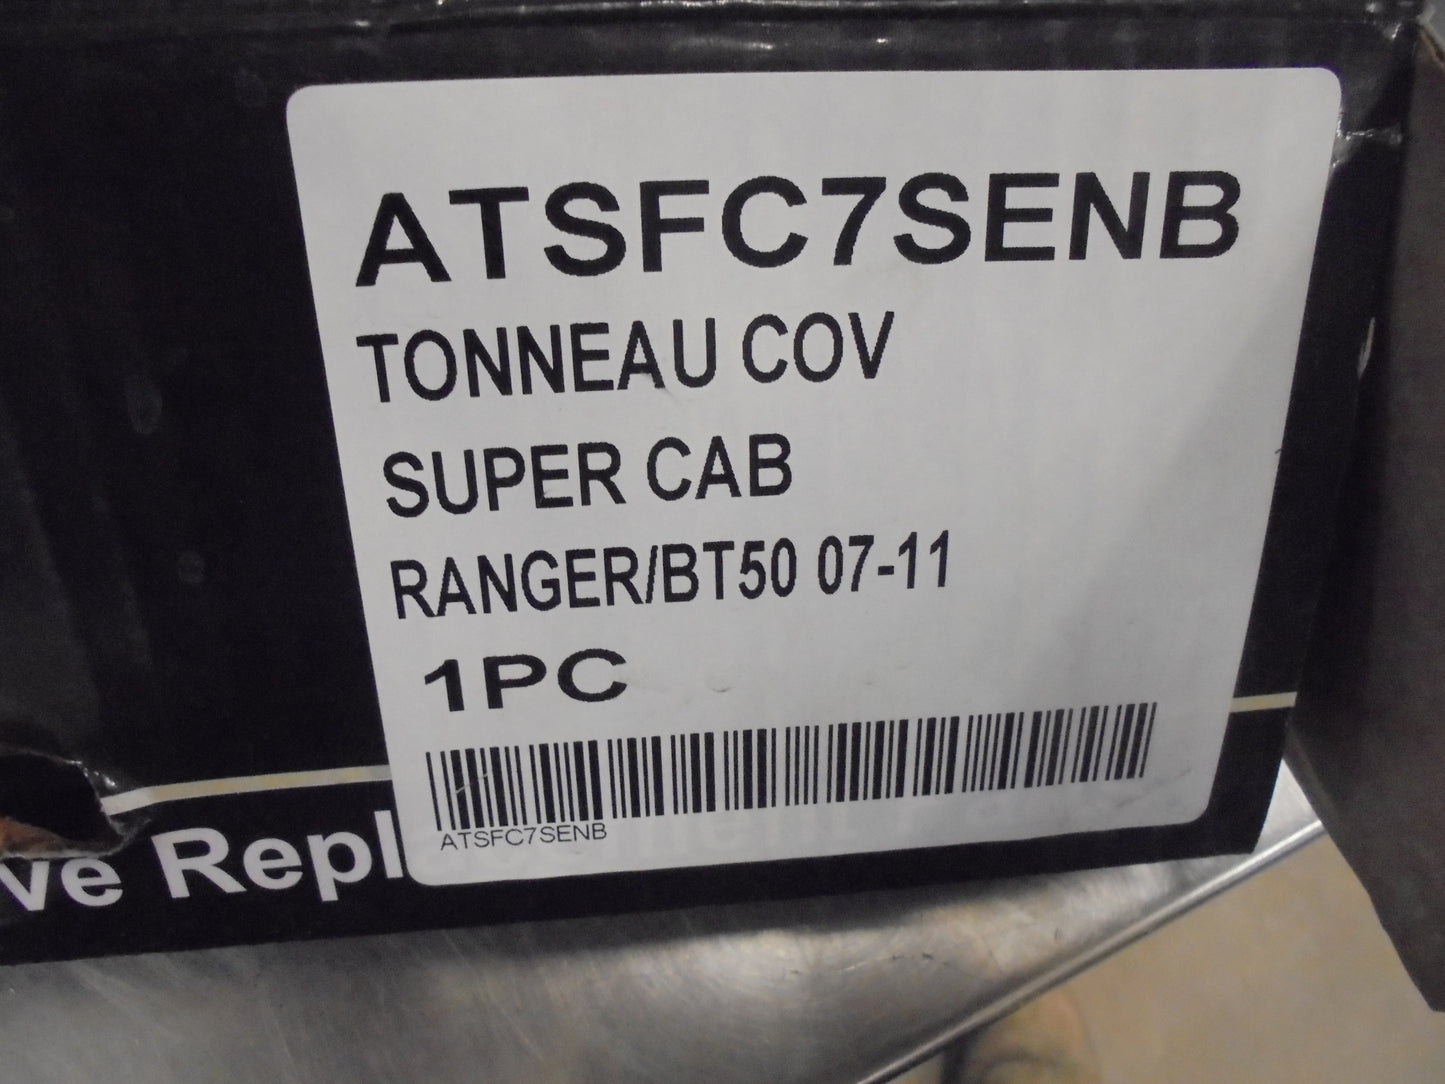 ATSFC7SENB
TONNEAU COV
SUPER CAB
RANGER/BT50 07-11
1PC
ATSFC7SENB